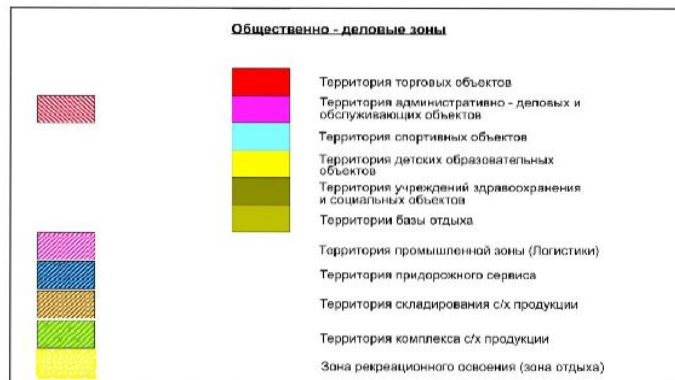 Общественно - деловые зоны
Территория торговых объектов
Территория административно - деловых и
обслуживающих объектов
Территория спортивных объектов
Территория детских образовательных
объектов
Территория учреждений здравоохранения
и социальных объектов
Территории базы отдыха
Территория промышленной зоны (Логистики)
Территория придорожного сервиса
Территория складирования с/х продукции
Территория комплекса с/х продукции
Зона рекреационного освоения (зона отдыха)